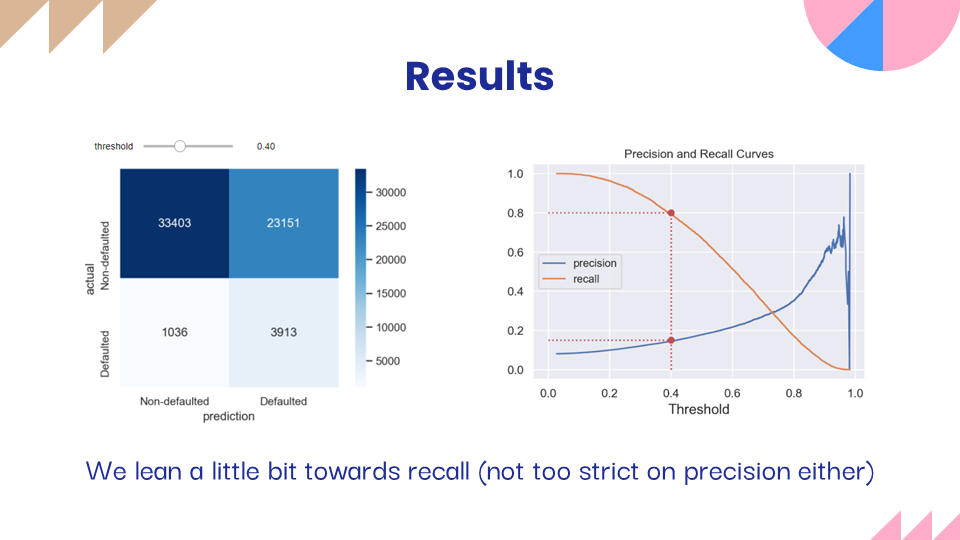 Results
threshold 0.40
33403 23151
1036 3913
actual
Non-defaulted
Defaulted
Non-defaulted Defaulted
prediction
30000
25000
20000
15000
10000
5000
Precision and Recall Curves
1.0
0.8
0.6
0.4
0.2
0.0
precision
recall
0.0 0.2 0.4 0.6 0.8 1.0
Threshold
We lean a little bit towards recall (not too strict on precision either)